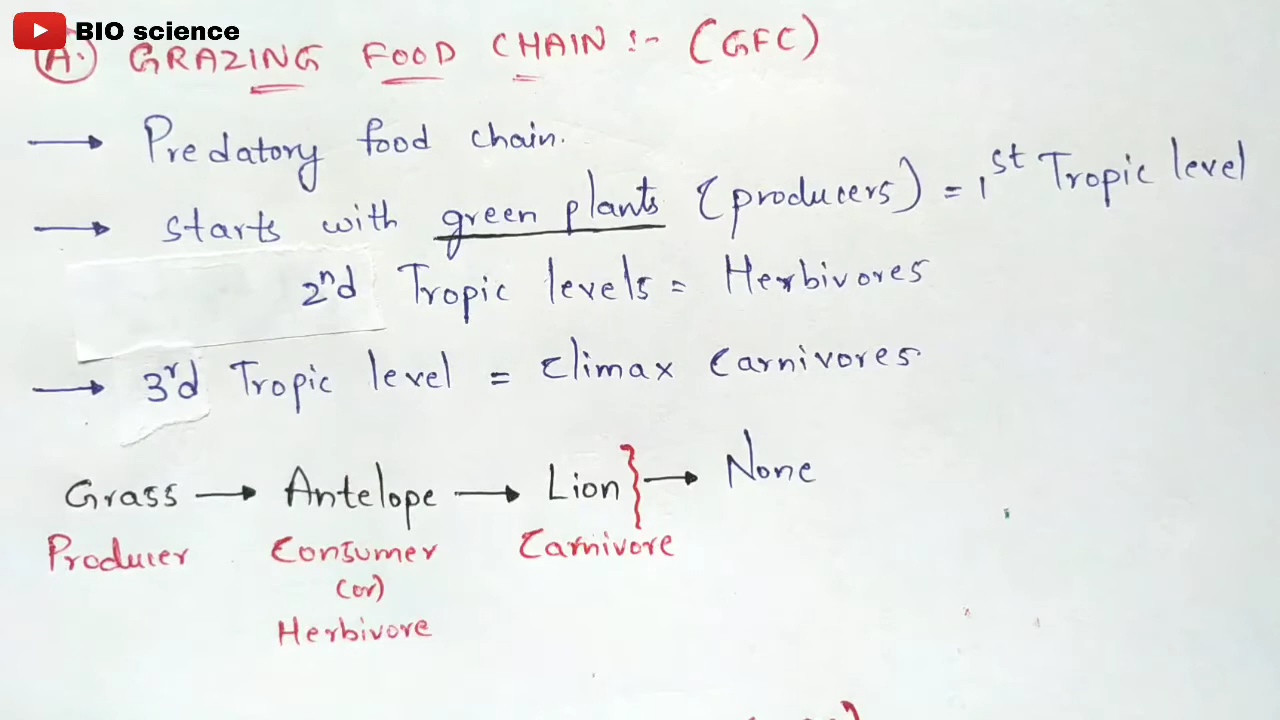 BIO science
A. GRAZING FOOD CHAIN :- (GFC)
→ Predatory food chain.
→ starts with green plants (producers) = 1st Tropic level
2nd Tropic levels = Herbivores
→ 3rd Tropic level = climax carnivores
Grass → Antelope → Lion } → None
Producer Consumer Carnivore
(or)
Herbivore